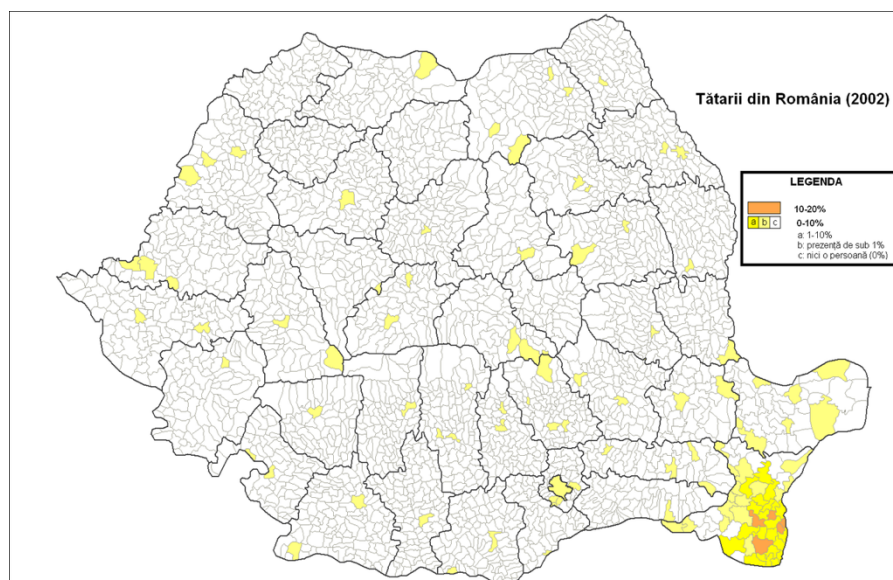 Tătarii din România (2002)
LEGENDA
10-20%
a b c 0-10%
a: 1-10%
b: prezență de sub 1%
c: nici o persoană (0%)